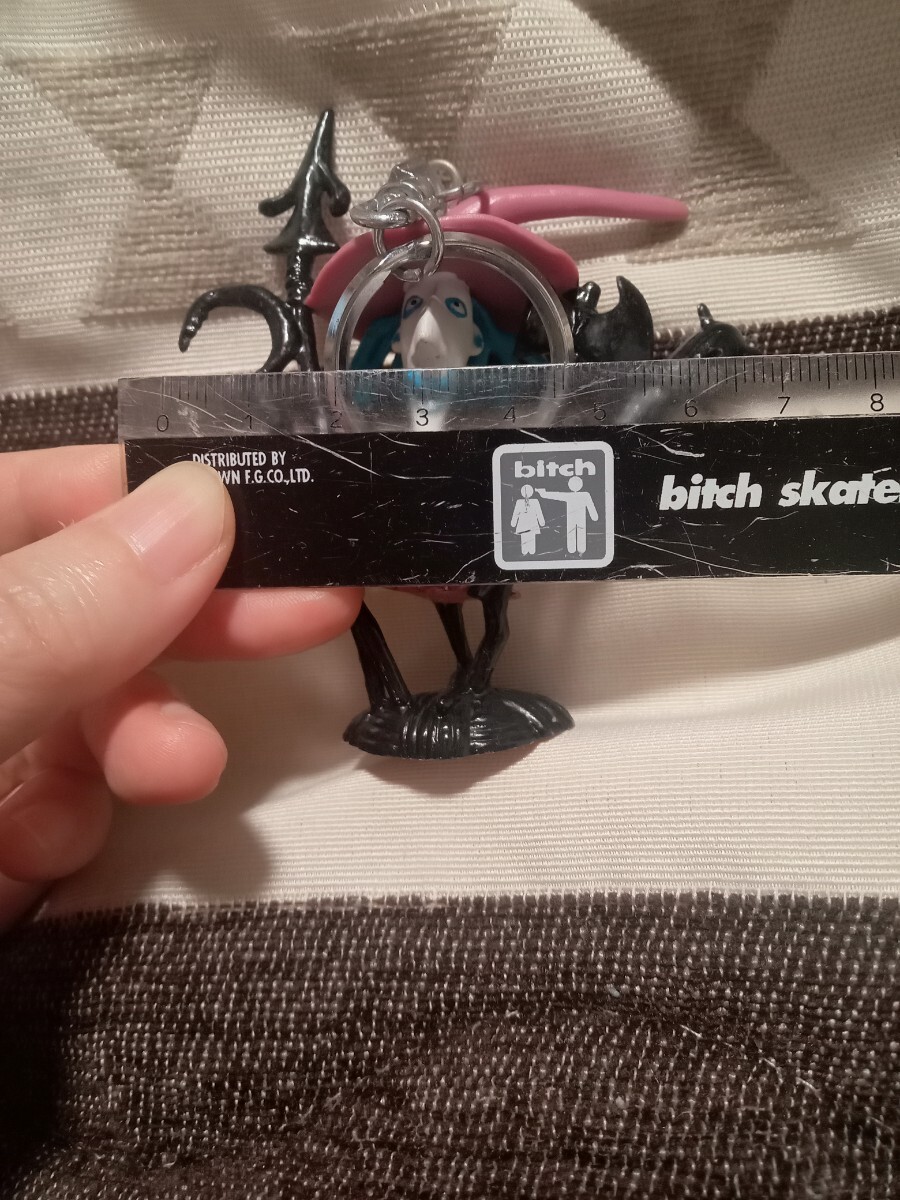 0 1 2 3 4 5 6 7 8
DISTRIBUTED BY
F.G.CO.,LTD.
bitch
bitch skate